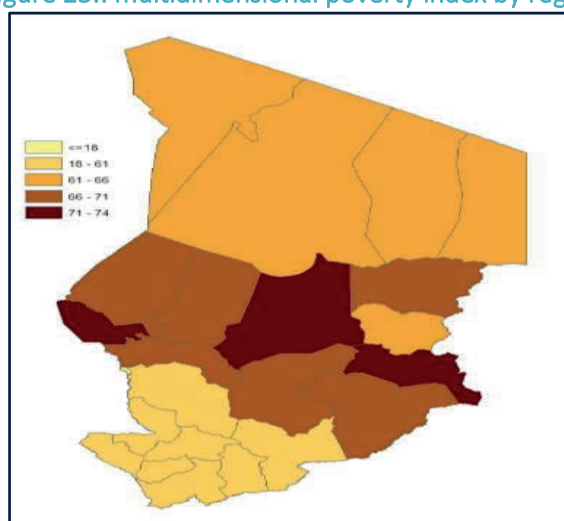 Multidimensional poverty index by
<=18
18 - 61
61 - 66
66 - 71
71 - 74